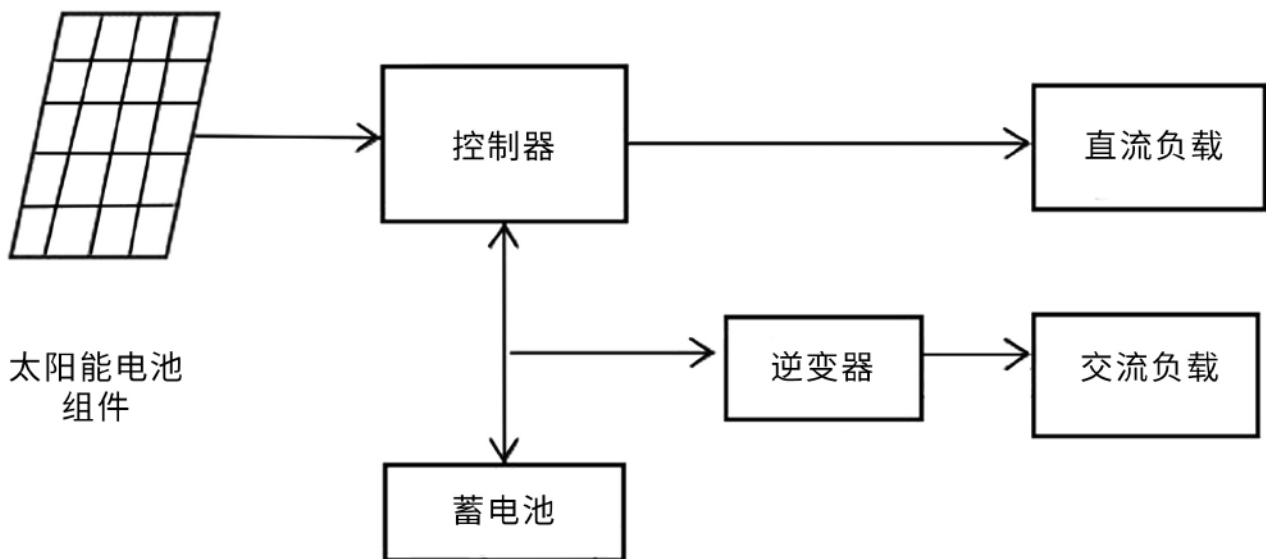 控制器
直流负载
太阳能电池
组件
逆变器
交流负载
蓄电池